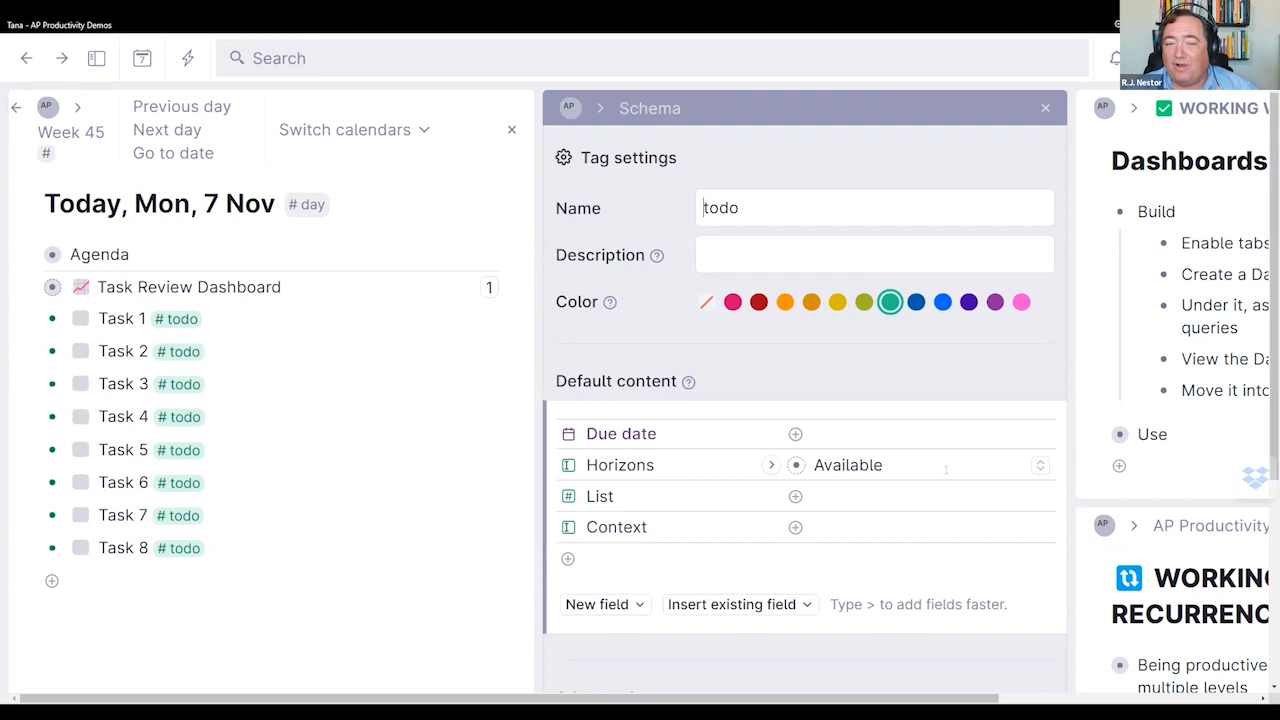 Tana - AP Productivity Demos
7
Search
R.J. Nestor
AP
Week 45
#
Previous day
Next day
Go to date
Switch calendars
Today, Mon, 7 Nov # day
Agenda
Task Review Dashboard 1
Task 1 # todo
Task 2 # todo
Task 3 # todo
Task 4 # todo
Task 5 # todo
Task 6 # todo
Task 7 # todo
Task 8 # todo
AP > Schema
Tag settings
Name todo
Description
Color
Default content
Due date
Horizons Available
# List
Context
New field Insert existing field Type > to add fields faster.
AP > WORKING
Dashboards
Build
Enable tabs
Create a Da
Under it, as
queries
View the Da
Move it into
Use
AP > AP Productivity
WORKING
RECURRENC
Being productive
multiple levels